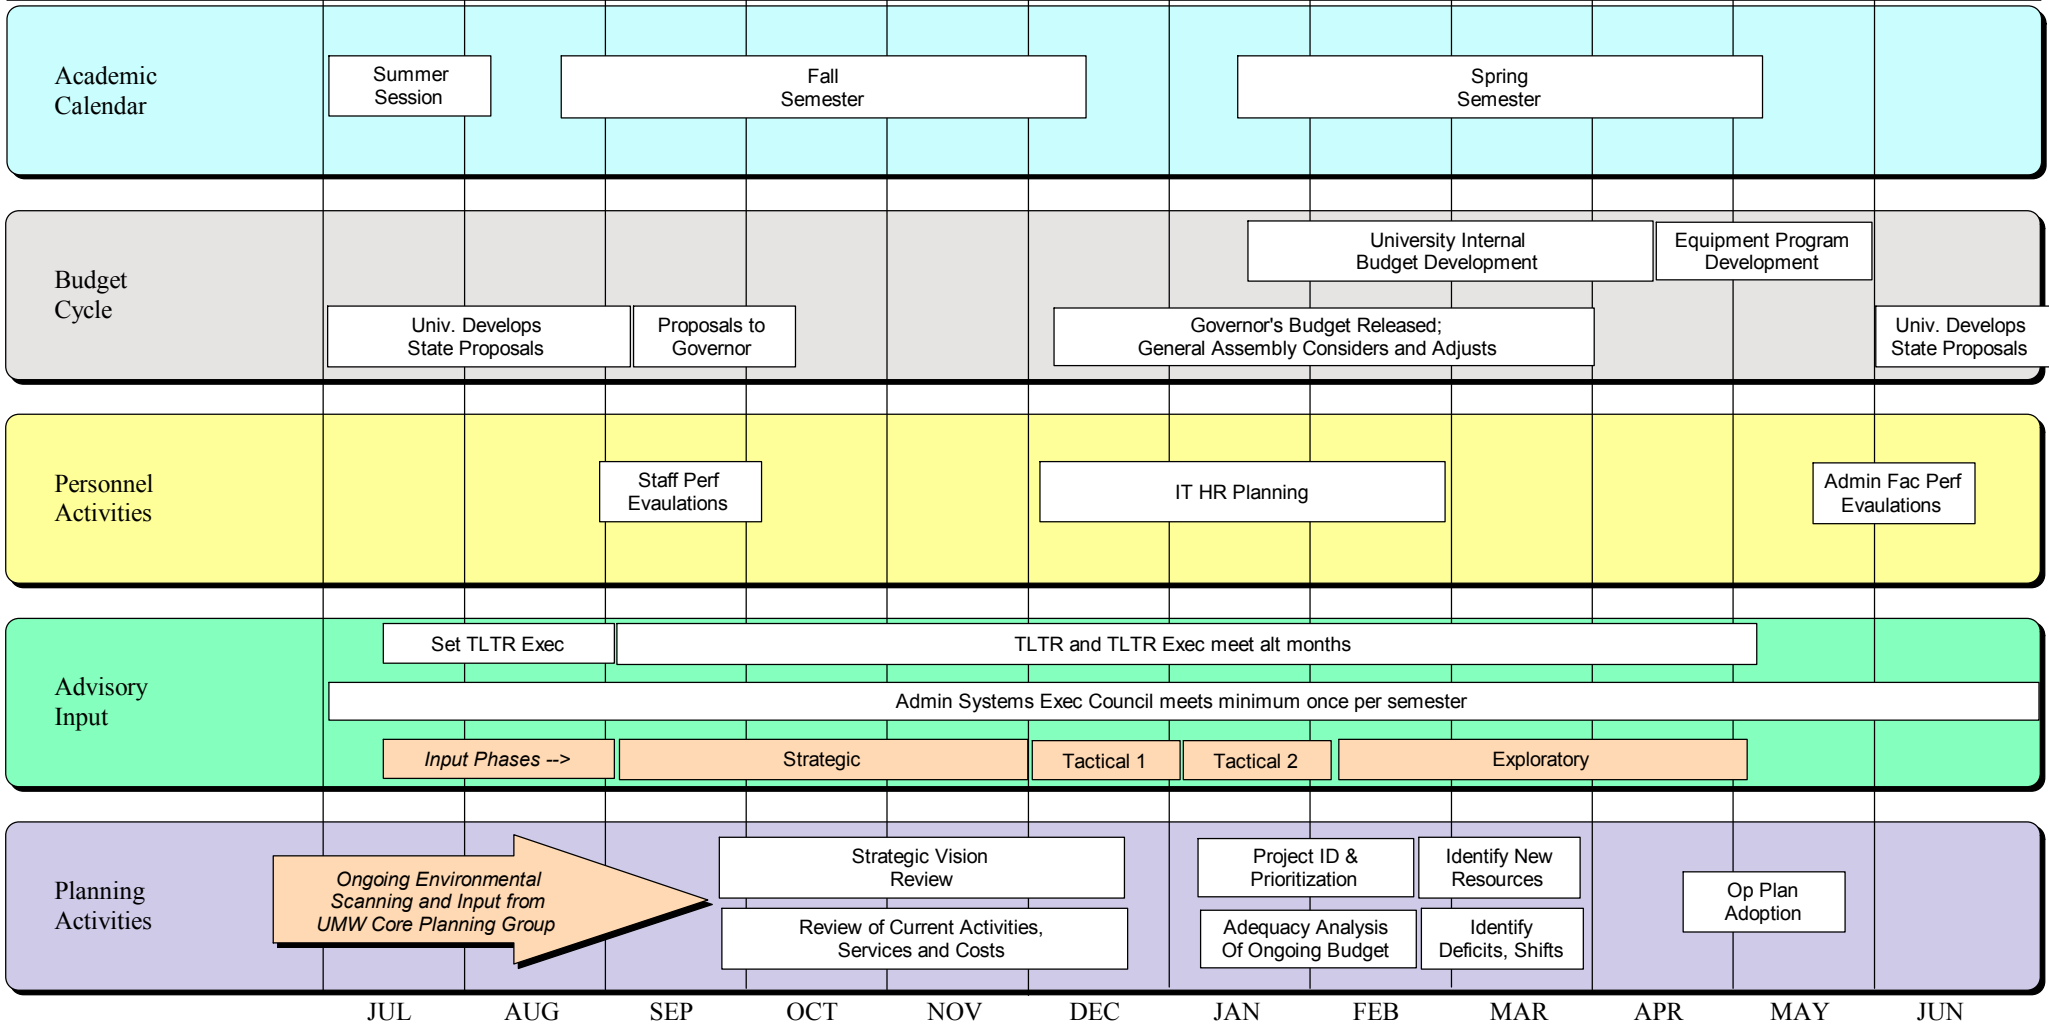 Academic
Calendar
Summer
Session
Fall
Semester
Spring
Semester
Budget
Cycle
University Internal
Budget Development
Equipment Program
Development
Univ. Develops
State Proposals
Proposals to
Governor
Governor's Budget Released;
General Assembly Considers and Adjusts
Univ. Develops
State Proposals
Personnel
Activities
Staff Perf
Evaulations
IT HR Planning
Admin Fac Perf
Evaulations
Advisory
Input
Set TLTR Exec
TLTR and TLTR Exec meet alt months
Admin Systems Exec Council meets minimum once per semester
Input Phases -->
Strategic
Tactical 1
Tactical 2
Exploratory
Planning
Activities
Ongoing Environmental
Scanning and Input from
UMW Core Planning Group
Strategic Vision
Review
Review of Current Activities,
Services and Costs
Project ID &
Prioritization
Identify New
Resources
Adequacy Analysis
Of Ongoing Budget
Identify
Deficits, Shifts
Op Plan
Adoption
JUL AUG SEP OCT NOV DEC JAN FEB MAR APR MAY JUN